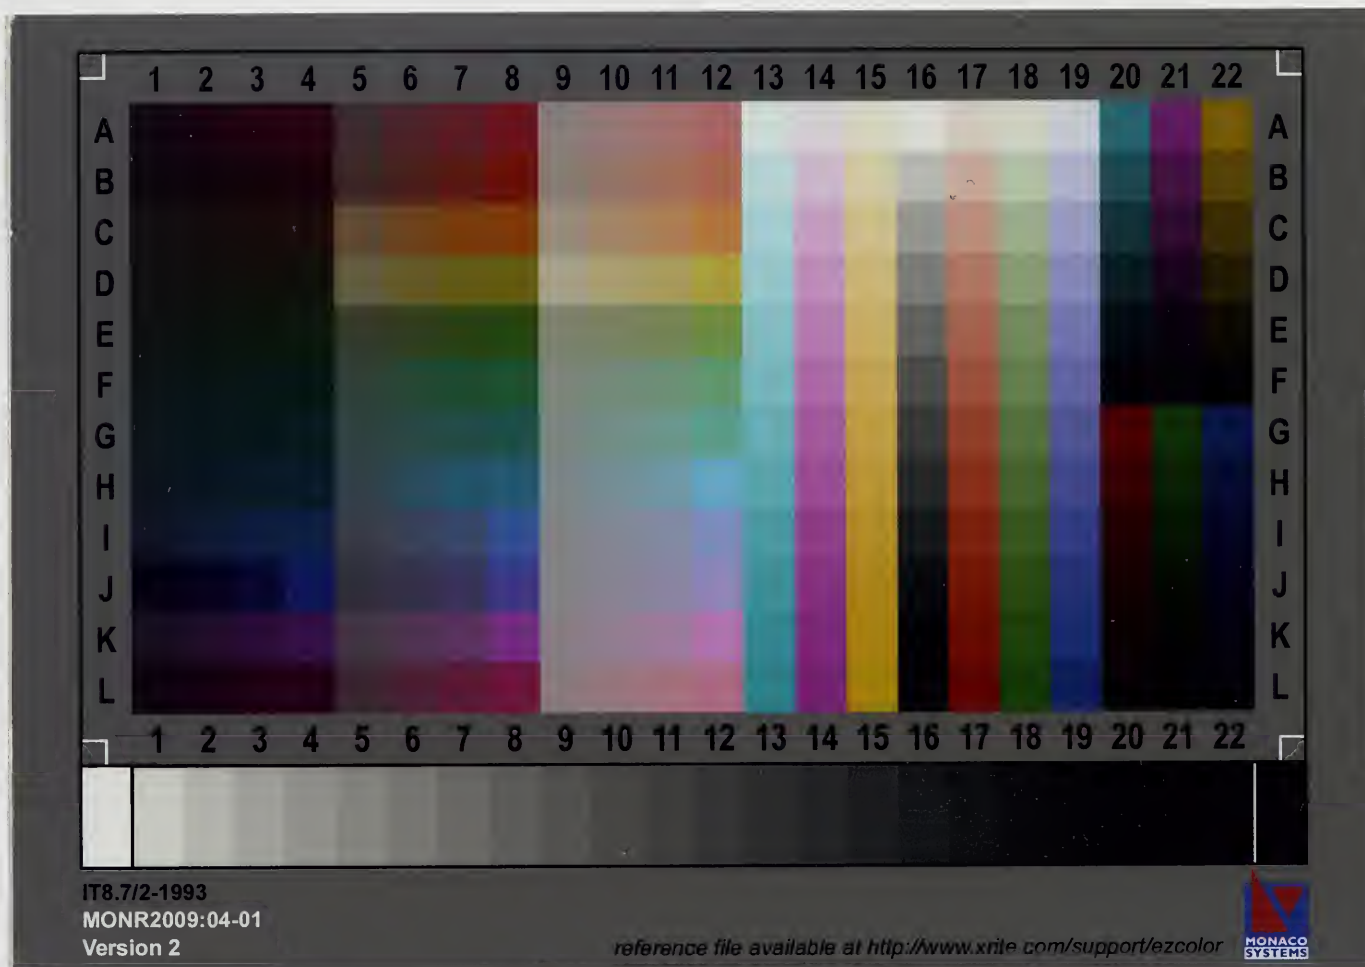 1 2 3 4 5 6 7 8 9 10 11 12 13 14 15 16 17 18 19 20 21 22
A A
B B
C C
D D
E E
F F
G G
H H
I I
J J
K K
L L
1 2 3 4 5 6 7 8 9 10 11 12 13 14 15 16 17 18 19 20 21 22
IT8.7/2-1993
MONR2009:04-01
Version 2
reference file available at http://www.xrite.com/support/ezcolor
MONACO
SYSTEMS